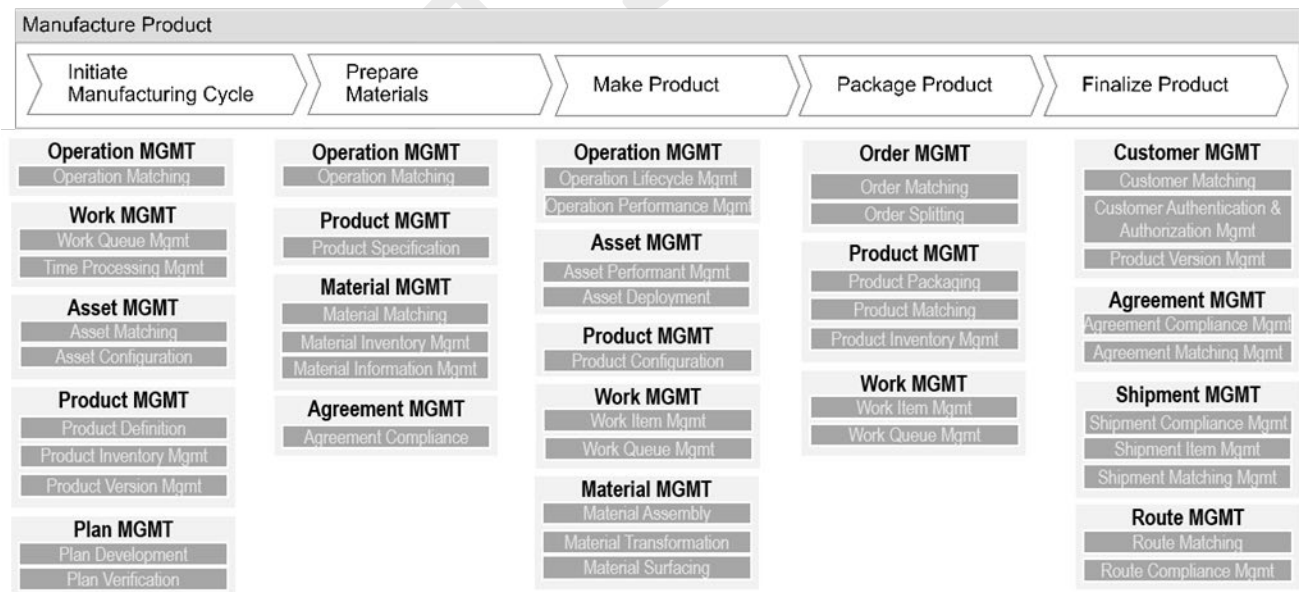 Manufacture Product
Initiate
Manufacturing Cycle
Prepare
Materials
Make Product
Package Product
Finalize Product
Operation MGMT
Operation Matching
Work MGMT
Work Queue Mgmt
Time Processing Mgmt
Asset MGMT
Asset Matching
Asset Configuration
Product MGMT
Product Definition
Product Inventory Mgmt
Product Version Mgmt
Plan MGMT
Plan Development
Plan Verification
Operation MGMT
Operation Matching
Product MGMT
Product Specification
Material MGMT
Material Matching
Material Inventory Mgmt
Material Information Mgmt
Agreement MGMT
Agreement Compliance
Operation MGMT
Operation Lifecycle Mgmt
Operation Performance Mgmt
Asset MGMT
Asset Performant Mgmt
Asset Deployment
Product MGMT
Product Configuration
Work MGMT
Work Item Mgmt
Work Queue Mgmt
Material MGMT
Material Assembly
Material Transformation
Material Surfacing
Order MGMT
Order Matching
Order Splitting
Product MGMT
Product Packaging
Product Matching
Product Inventory Mgmt
Work MGMT
Work Item Mgmt
Work Queue Mgmt
Customer MGMT
Customer Matching
Customer Authentication &
Authorization Mgmt
Product Version Mgmt
Agreement MGMT
Agreement Compliance Mgmt
Agreement Matching Mgmt
Shipment MGMT
Shipment Compliance Mgmt
Shipment Item Mgmt
Shipment Matching Mgmt
Route MGMT
Route Matching
Route Compliance Mgmt